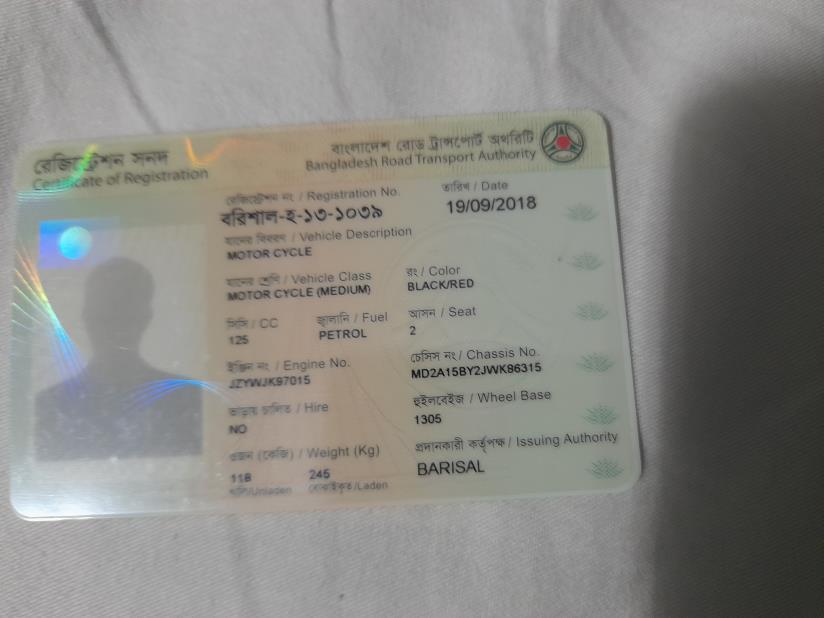 রেজিস্ট্রেশন সনদ
Certificate of Registration
বাংলাদেশ রোড ট্রান্সপোর্ট অথরিটি
Bangladesh Road Transport Authority
রেজিস্ট্রেশন নং / Registration No.
বরিশাল-হ-১৩-১০৩৯
তারিখ / Date
19/09/2018
যানের বিবরণ / Vehicle Description
MOTOR CYCLE
যানের শ্রেণি / Vehicle Class
MOTOR CYCLE (MEDIUM)
রং / Color
BLACK/RED
সিসি / CC
125
জ্বালানি / Fuel
PETROL
আসন / Seat
2
ইঞ্জিন নং / Engine No.
JZYWJK97015
চেসিস নং / Chassis No.
MD2A15BY2JWK86315
ভাড়ায় চালিত / Hire
NO
হুইলবেইজ / Wheel Base
1305
ওজন (কেজি) / Weight (Kg)
118
খালি/Unladen
245
বোঝাইকৃত/Laden
প্রদানকারী কর্তৃপক্ষ / Issuing Authority
BARISAL